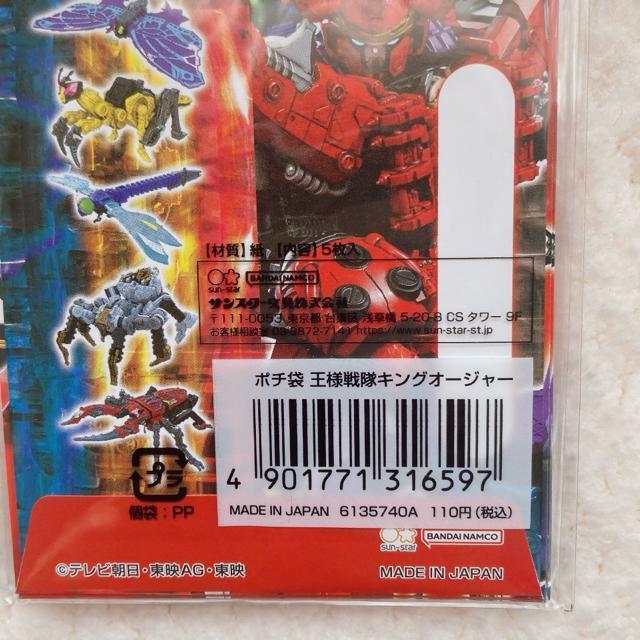 【材質】紙 【内容】5枚入
sun-star BANDAI NAMCO
サンスター文具株式会社
〒111-0053 東京都 台東区 浅草橋 5-20-8 CS タワー 9F
お客様相談室 03-5872-7141 https://www.sun-star-st.jp
ポチ袋 王様戦隊キングオージャー
4 901771 316597
MADE IN JAPAN 6135740A 110円(税込)
プラ
個袋:PP
sun-star BANDAI NAMCO
©テレビ朝日・東映AG・東映 MADE IN JAPAN